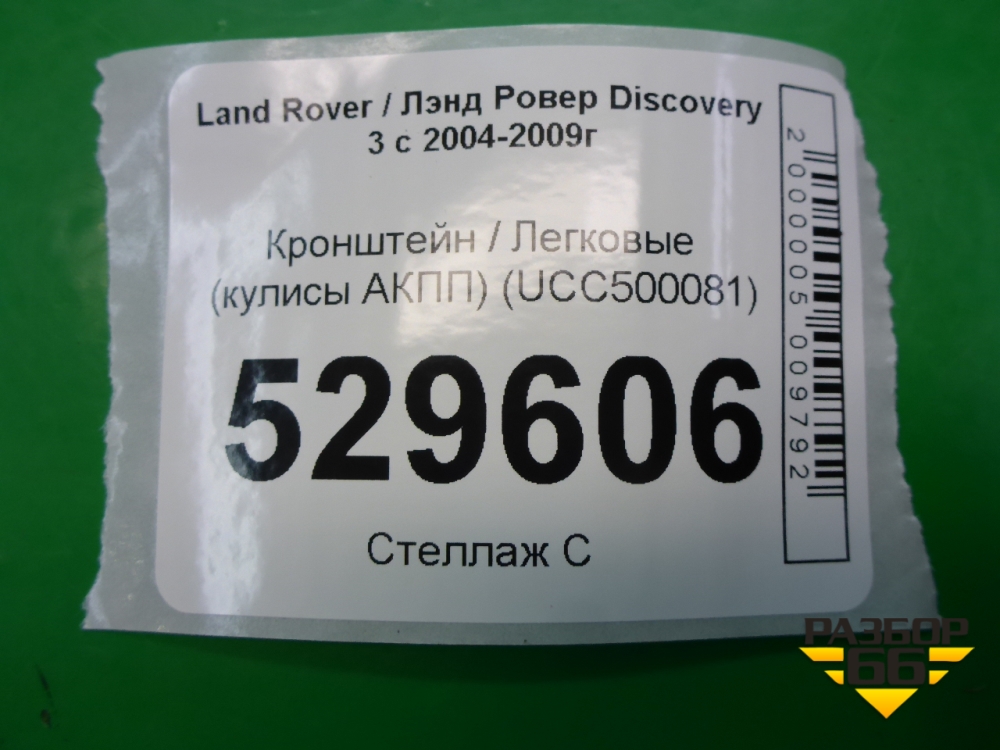 Land Rover / Лэнд Ровер Discovery
3 с 2004-2009г
Кронштейн / Легковые
(кулисы АКПП) (UCC500081)
529606
Стеллаж С
2000005009792
РАЗБОР
66